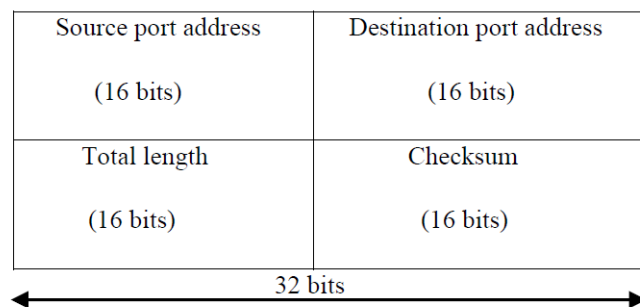 Source port address
(16 bits)
Destination port address
(16 bits)
Total length
(16 bits)
Checksum
(16 bits)
32 bits